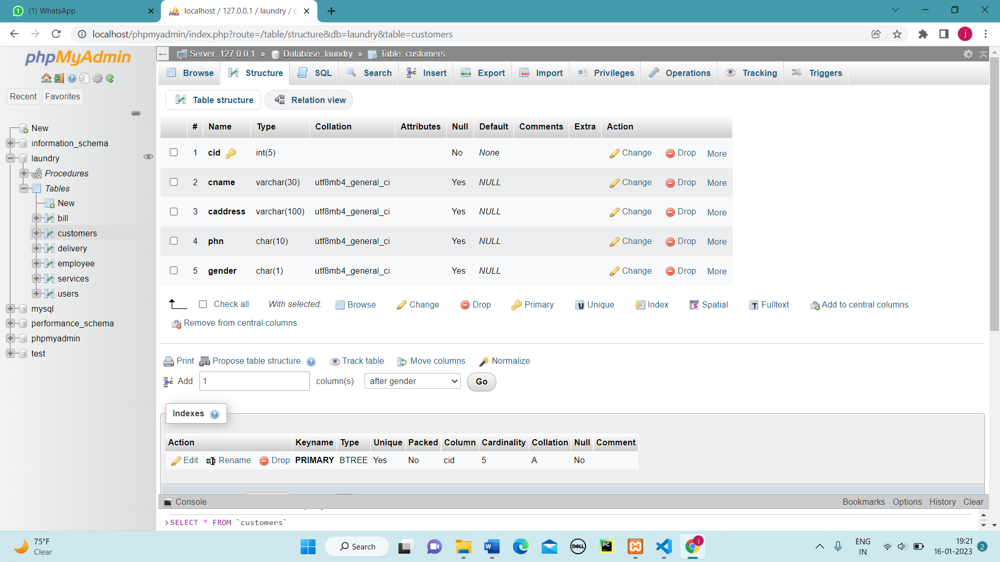 (1) WhatsApp
localhost / 127.0.0.1 / laundry / c
localhost/phpmyadmin/index.php?route=/table/structure&db=laundry&table=customers
j
phpMyAdmin
Recent Favorites
New
information_schema
laundry
Procedures
Tables
New
bill
customers
delivery
employee
services
users
mysql
performance_schema
phpmyadmin
test
Server: 127.0.0.1 » Database: laundry » Table: customers
Browse Structure SQL Search Insert Export Import Privileges Operations Tracking Triggers
Table structure Relation view
# Name Type Collation Attributes Null Default Comments Extra Action
1 cid int(5) No None Change Drop More
2 cname varchar(30) utf8mb4_general_ci Yes NULL Change Drop More
3 caddress varchar(100) utf8mb4_general_ci Yes NULL Change Drop More
4 phn char(10) utf8mb4_general_ci Yes NULL Change Drop More
5 gender char(1) utf8mb4_general_ci Yes NULL Change Drop More
Check all With selected: Browse Change Drop Primary Unique Index Spatial Fulltext Add to central columns
Remove from central columns
Print Propose table structure Track table Move columns Normalize
Add 1 column(s) after gender Go
Indexes
Action Keyname Type Unique Packed Column Cardinality Collation Null Comment
Edit Rename Drop PRIMARY BTREE Yes No cid 5 A No
Console Bookmarks Options History Clear
>SELECT * FROM `customers`
75°F
Clear
Search
DELL
PC
j
ENG
IN
19:21
16-01-2023
2